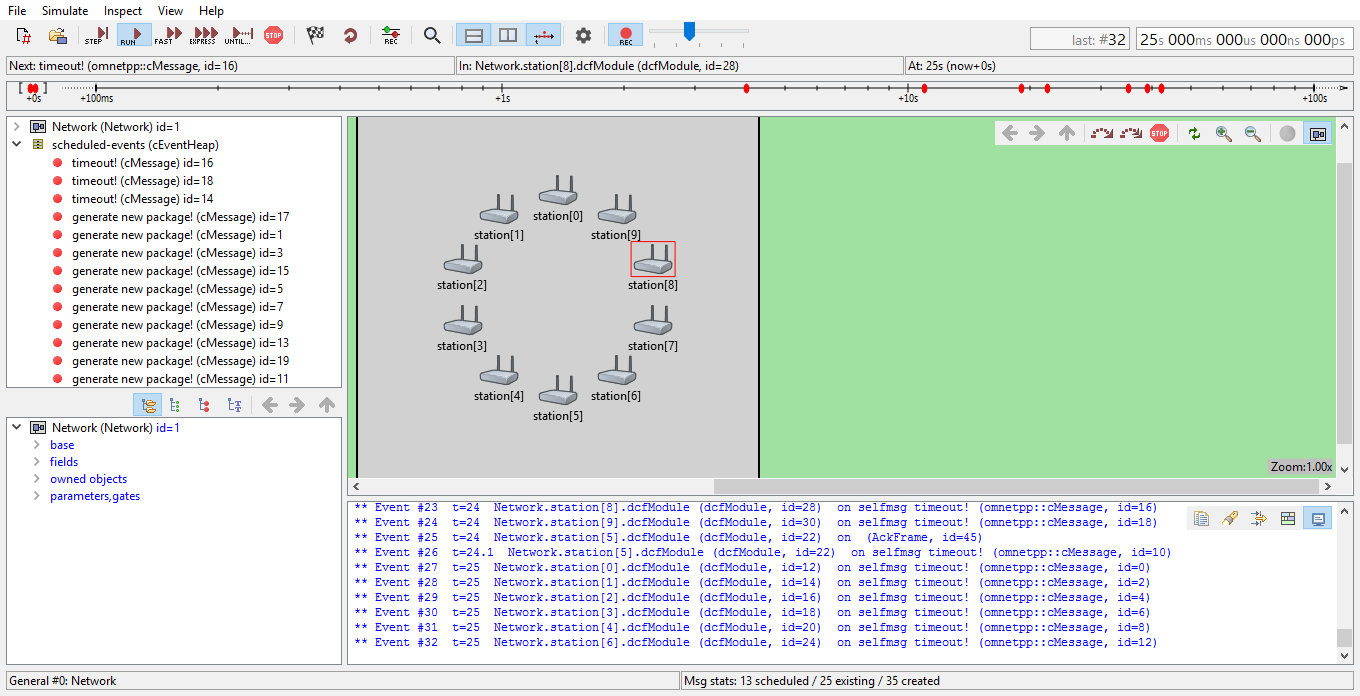 File Simulate Inspect View Help
STEP RUN FAST EXPRESS UNTIL... STOP REC REC last: #32 25s 000ms 000us 000ns 000ps
Next: timeout! (omnetpp::cMessage, id=16) In: Network.station[8].dcfModule (dcfModule, id=28) At: 25s (now+0s)
+0s +100ms +1s +10s +100s
Network (Network) id=1
scheduled-events (cEventHeap)
timeout! (cMessage) id=16
timeout! (cMessage) id=18
timeout! (cMessage) id=14
generate new package! (cMessage) id=17
generate new package! (cMessage) id=1
generate new package! (cMessage) id=3
generate new package! (cMessage) id=15
generate new package! (cMessage) id=5
generate new package! (cMessage) id=7
generate new package! (cMessage) id=9
generate new package! (cMessage) id=13
generate new package! (cMessage) id=19
generate new package! (cMessage) id=11
Network (Network) id=1
base
fields
owned objects
parameters,gates
STOP
station[0]
station[1] station[9]
station[2] station[8]
station[3] station[7]
station[4] station[6]
station[5]
Zoom:1.00x
** Event #23 t=24 Network.station[8].dcfModule (dcfModule, id=28) on selfmsg timeout! (omnetpp::cMessage, id=16)
** Event #24 t=24 Network.station[9].dcfModule (dcfModule, id=30) on selfmsg timeout! (omnetpp::cMessage, id=18)
** Event #25 t=24 Network.station[5].dcfModule (dcfModule, id=22) on (AckFrame, id=45)
** Event #26 t=24.1 Network.station[5].dcfModule (dcfModule, id=22) on selfmsg timeout! (omnetpp::cMessage, id=10)
** Event #27 t=25 Network.station[0].dcfModule (dcfModule, id=12) on selfmsg timeout! (omnetpp::cMessage, id=0)
** Event #28 t=25 Network.station[1].dcfModule (dcfModule, id=14) on selfmsg timeout! (omnetpp::cMessage, id=2)
** Event #29 t=25 Network.station[2].dcfModule (dcfModule, id=16) on selfmsg timeout! (omnetpp::cMessage, id=4)
** Event #30 t=25 Network.station[3].dcfModule (dcfModule, id=18) on selfmsg timeout! (omnetpp::cMessage, id=6)
** Event #31 t=25 Network.station[4].dcfModule (dcfModule, id=20) on selfmsg timeout! (omnetpp::cMessage, id=8)
** Event #32 t=25 Network.station[6].dcfModule (dcfModule, id=24) on selfmsg timeout! (omnetpp::cMessage, id=12)
General #0: Network Msg stats: 13 scheduled / 25 existing / 35 created